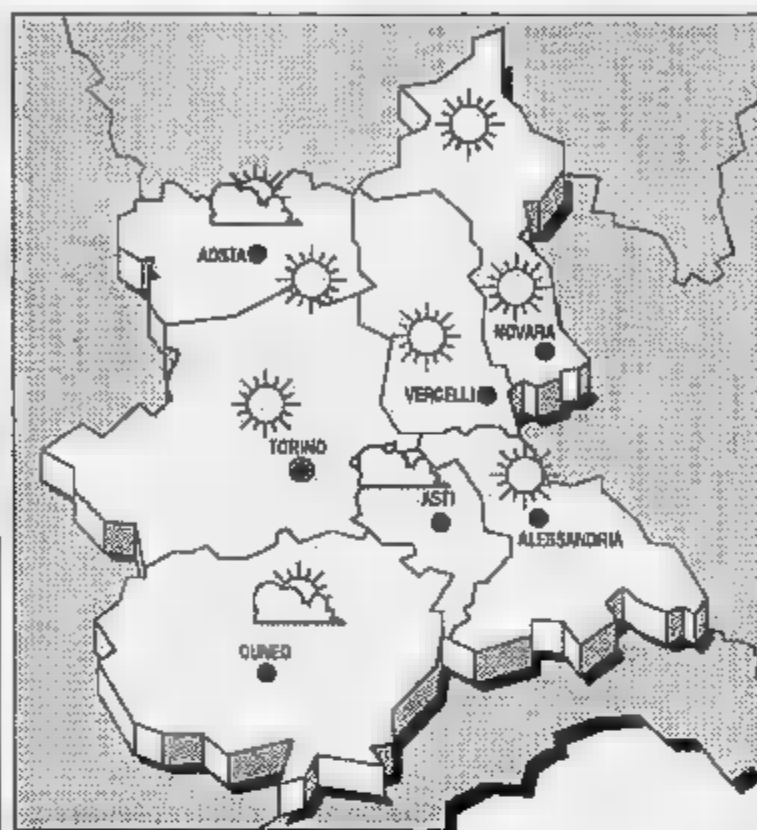 AOSTA
NOVARA
VERCELLI
TORINO
ASTI
ALESSANDRIA
CUNEO